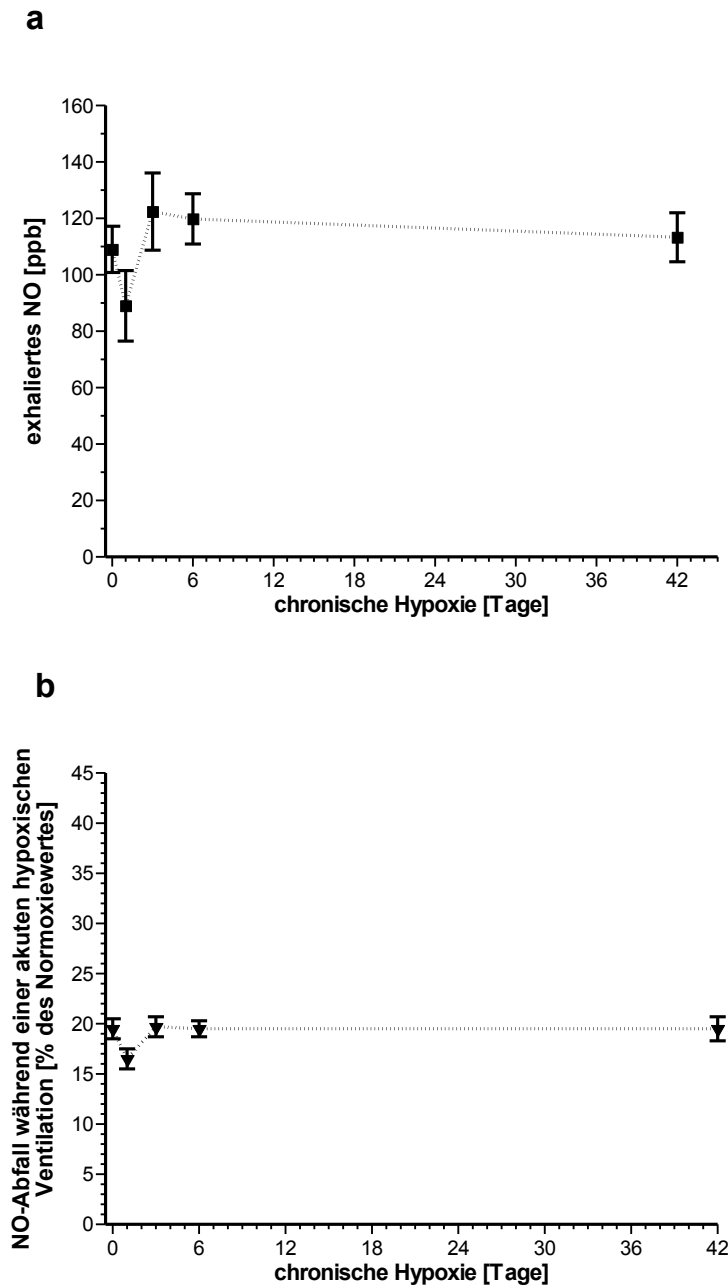 a
160
140
120
100
80
60
40
20
0
exhaliertes NO [ppb]
0 6 12 18 24 30 36 42
chronische Hypoxie [Tage]
b
NO-Abfall während einer akuten hypoxischen
Ventilation [% des Normoxiewertes]
45
40
35
30
25
20
15
10
5
0
0 6 12 18 24 30 36 42
chronische Hypoxie [Tage]